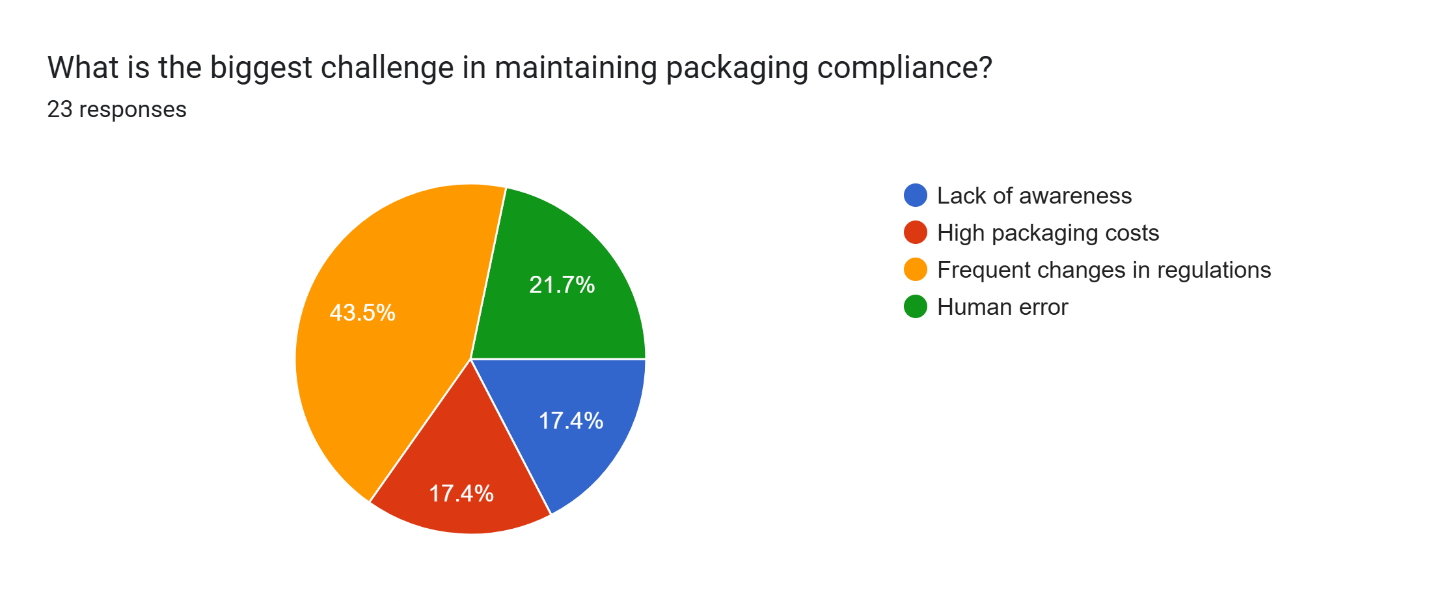 What is the biggest challenge in maintaining packaging compliance?
23 responses
Lack of awareness
High packaging costs
Frequent changes in regulations
Human error
21.7%
43.5%
17.4%
17.4%